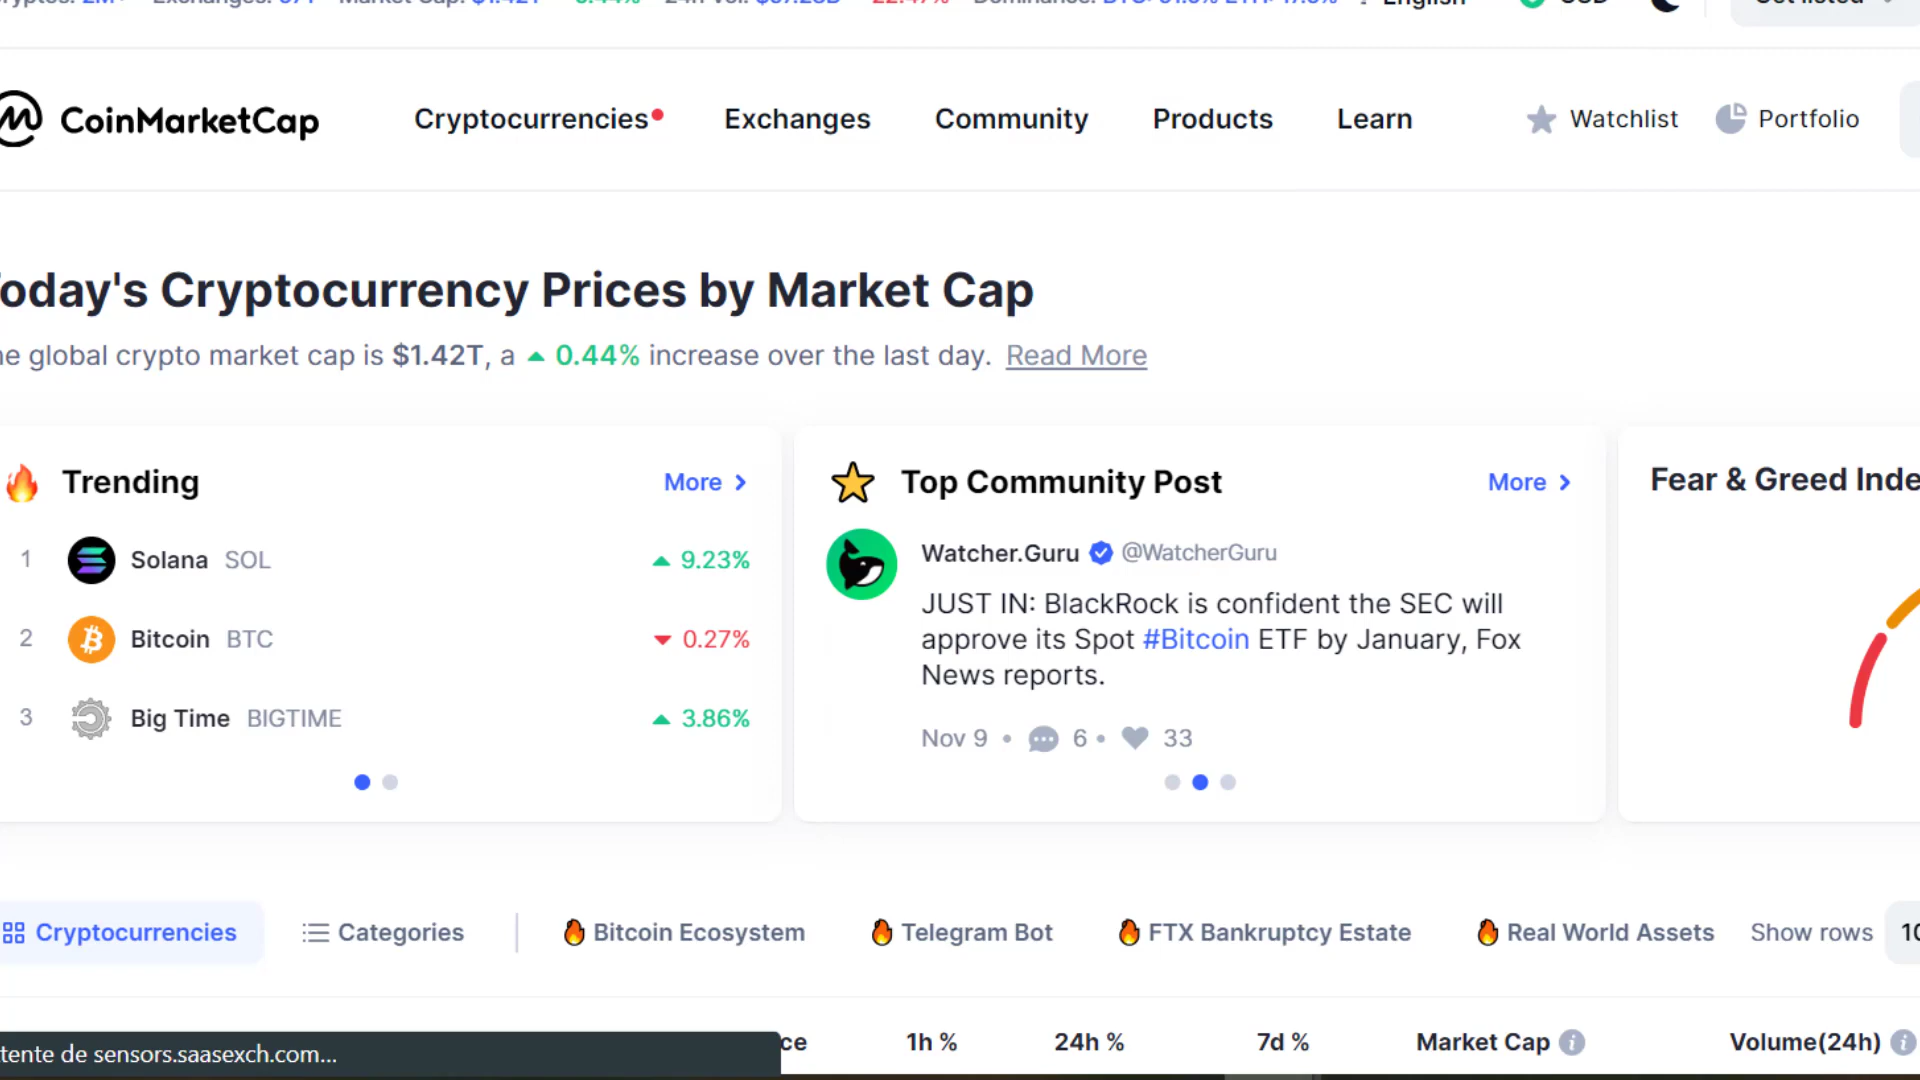 English
CoinMarketCap
Cryptocurrencies
Exchanges
Community
Products
Learn
Watchlist
Portfolio
oday's Cryptocurrency Prices by Market Cap
e global crypto market cap is $1.42T, a 0.44% increase over the last day. Read More
Trending
More
1 Solana SOL 9.23%
2 Bitcoin BTC 0.27%
3 Big Time BIGTIME 3.86%
Top Community Post
More
Watcher.Guru @WatcherGuru
JUST IN: BlackRock is confident the SEC will
approve its Spot #Bitcoin ETF by January, Fox
News reports.
Nov 9 • 6 • 33
Fear & Greed Inde
Cryptocurrencies
Categories
Bitcoin Ecosystem
Telegram Bot
FTX Bankruptcy Estate
Real World Assets
Show rows
10
ce 1h % 24h % 7d % Market Cap Volume(24h)
tente de sensors.saasexch.com...